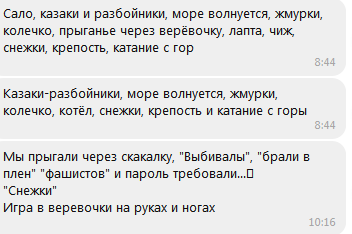 Сало, казаки и разбойники, море волнуется, жмурки,
колечко, прыганье через верёвочку, лапта, чиж,
снежки, крепость, катание с гор
8:44
Казаки-разбойники, море волнуется, жмурки,
колечко, котёл, снежки, крепость и катание с горы
8:44
Мы прыгали через скакалку, "Выбивалы", "брали в
плен" "фашистов" и пароль требовали...
"Снежки"
Игра в веревочки на руках и ногах
10:16